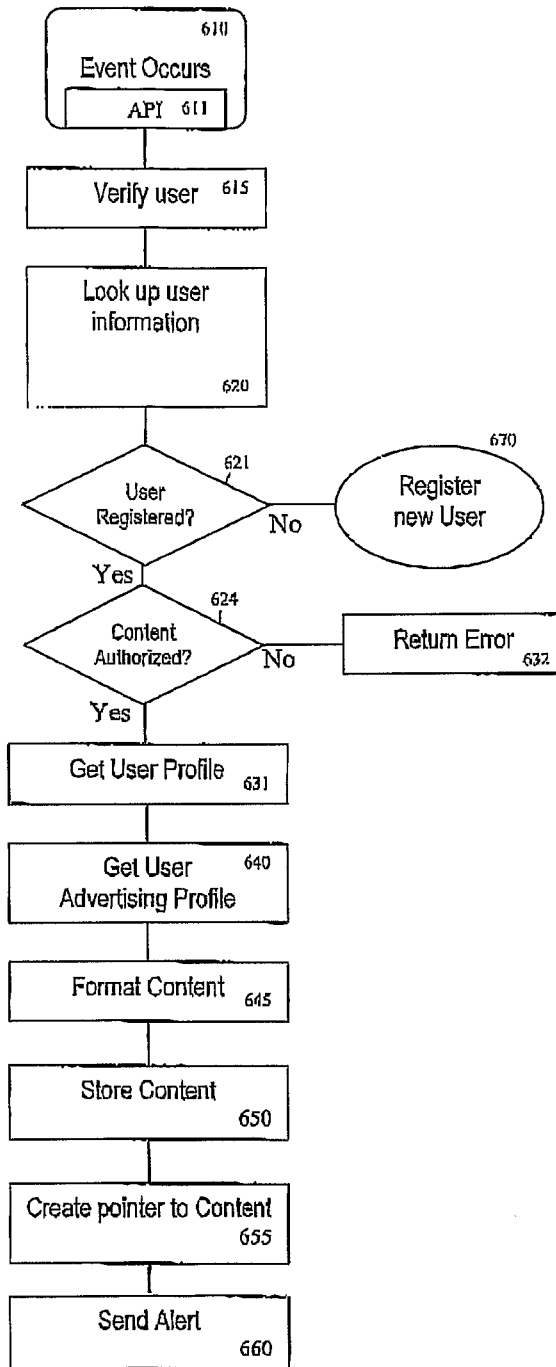 610
Event Occurs
API 611
Verify user 615
Look up user
information
620
621
User
Registered?
No
670
Register
new User
Yes
624
Content
Authorized?
No
Return Error
632
Yes
Get User Profile 631
Get User 640
Advertising Profile
Format Content 645
Store Content
650
Create pointer to Content
655
Send Alert
660